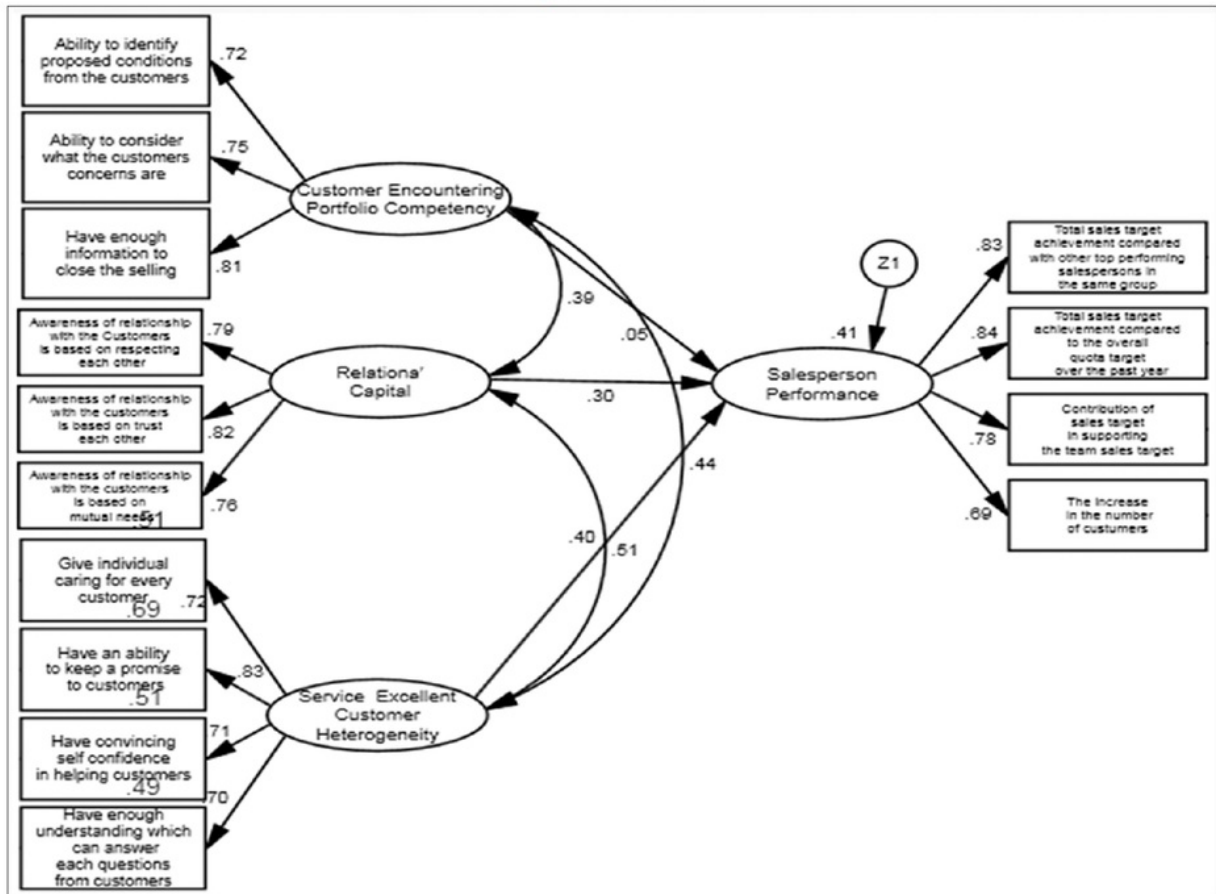 Ability to identify
proposed conditions
from the customers
.72
Ability to consider
what the customers
concerns are
.75
Have enough
information to
close the selling
.81
Customer Encountering
Portfolio Competency
Awareness of relationship
with the Customers
is based on respecting
each other
.79
Awareness of relationship
with the customers
is based on trust
each other
.82
Awareness of relationship
with the customers
is based on
mutual needs
.51
.76
Reliationa'
Capital
Give individual
caring for every
customer
.69
.72
Have an ability
to keep a promise
to customers
.51
.83
Have convincing
self confidence
in helping customers
.49
.71
Have enough
understanding which
can answer
each questions
from customers
.70
Service Excellent
Customer
Heterogeneity
.39
.05
.30
.44
.40
.51
Z1
.41
Salesperson
Performance
.83
Total sales target
achievement compared
with other top performing
salespersons in
the same group
.84
Total sales target
achievement compared
to the overall
quota target
over the past year
.78
Contribution of
sales target
in supporting
the team sales target
.69
The increase
in the number
of custumers